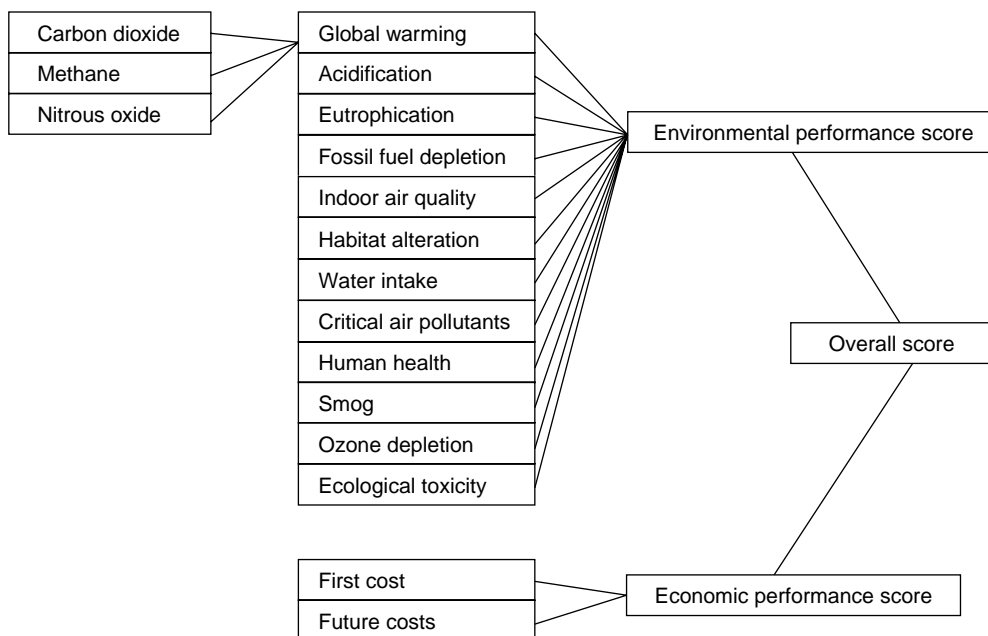 Carbon dioxide
Methane
Nitrous oxide
Global warming
Acidification
Eutrophication
Fossil fuel depletion
Indoor air quality
Habitat alteration
Water intake
Critical air pollutants
Human health
Smog
Ozone depletion
Ecological toxicity
First cost
Future costs
Environmental performance score
Overall score
Economic performance score